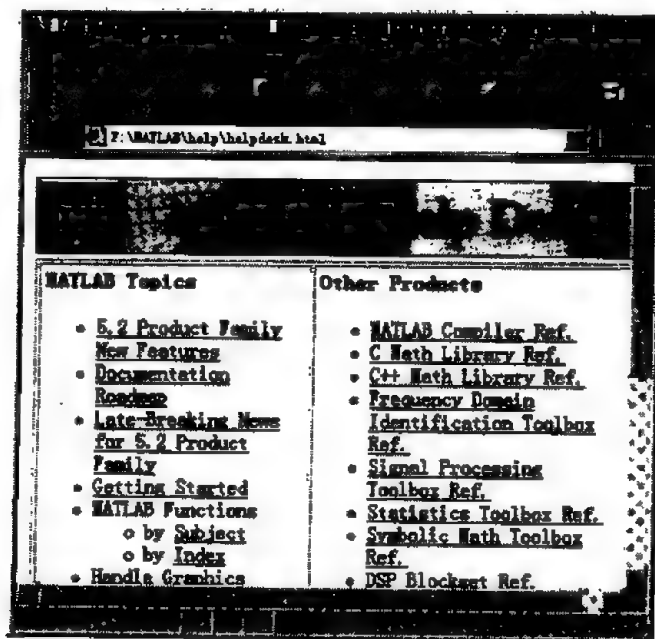 F:\MATLAB\help\helpdesk.html
MATLAB Topics
5.2 Product Family
New Features
Documentation
Roadmap
Late-Breaking News
for 5.2 Product
Family
Getting Started
MATLAB Functions
by Subject
by Index
Handle Graphics
Other Products
MATLAB Compiler Ref.
C Math Library Ref.
C++ Math Library Ref.
Frequency Domain
Identification Toolbox
Ref.
Signal Processing
Toolbox Ref.
Statistics Toolbox Ref.
Symbolic Math Toolbox
Ref.
DSP Blockset Ref.